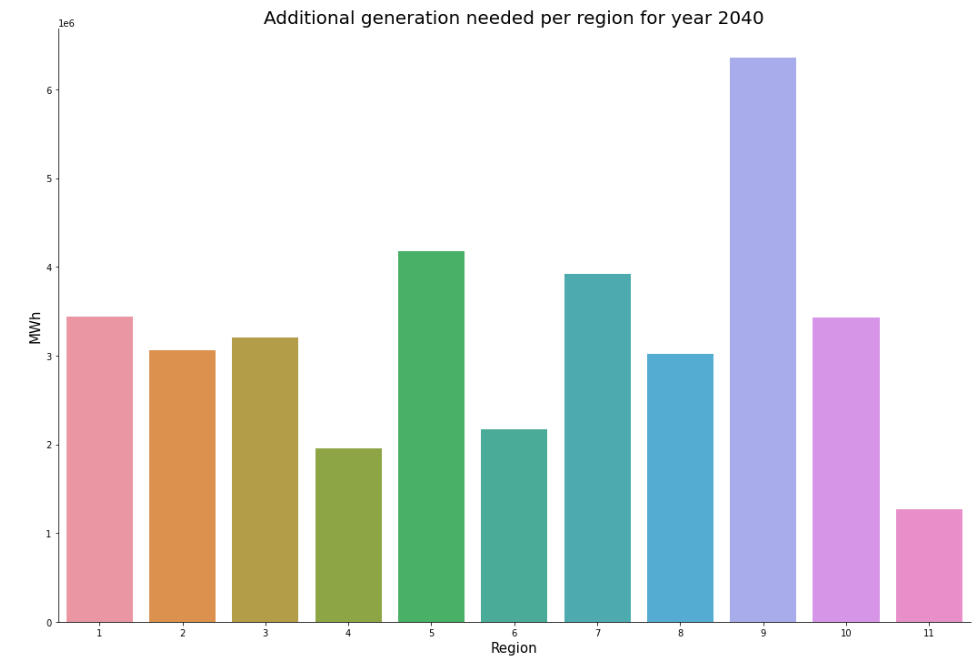 Additional generation needed per region for year 2040
1e6
6
5
4
3
2
1
0
MWh
1 2 3 4 5 6 7 8 9 10 11
Region